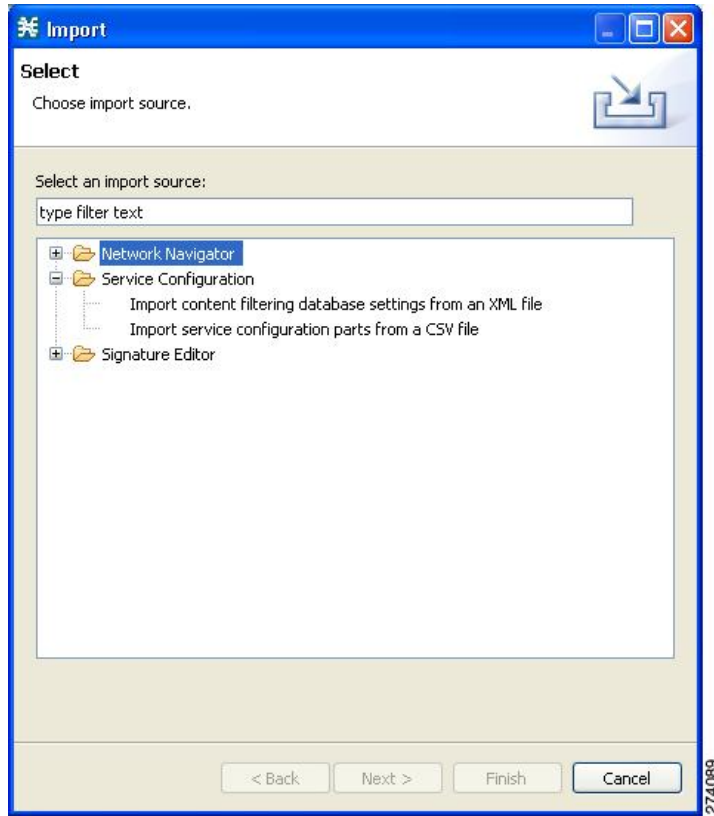 Import
Select
Choose import source.
Select an import source:
type filter text
Network Navigator
Service Configuration
Import content filtering database settings from an XML file
Import service configuration parts from a CSV file
Signature Editor
< Back
Next >
Finish
Cancel
274089